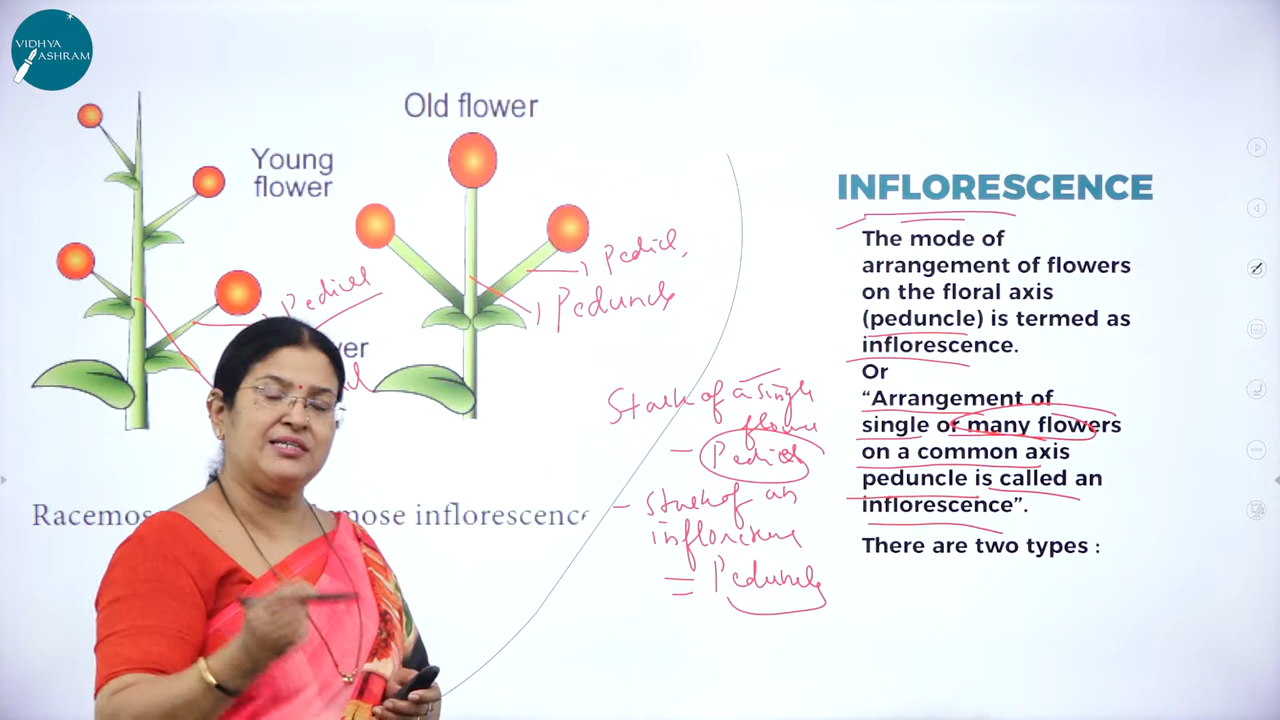 VIDHYA
ASHRAM
Old flower
Young
flower
Pedicel
Pedicel,
Peduncle
Racemose
mose inflorescence
Stalk of a single
flower
– Pedicel
– Stalk of an
inflorescence
= Peduncle
INFLORESCENCE
The mode of
arrangement of flowers
on the floral axis
(peduncle) is termed as
inflorescence.
Or
“Arrangement of
single or many flowers
on a common axis
peduncle is called an
inflorescence”.
There are two types :